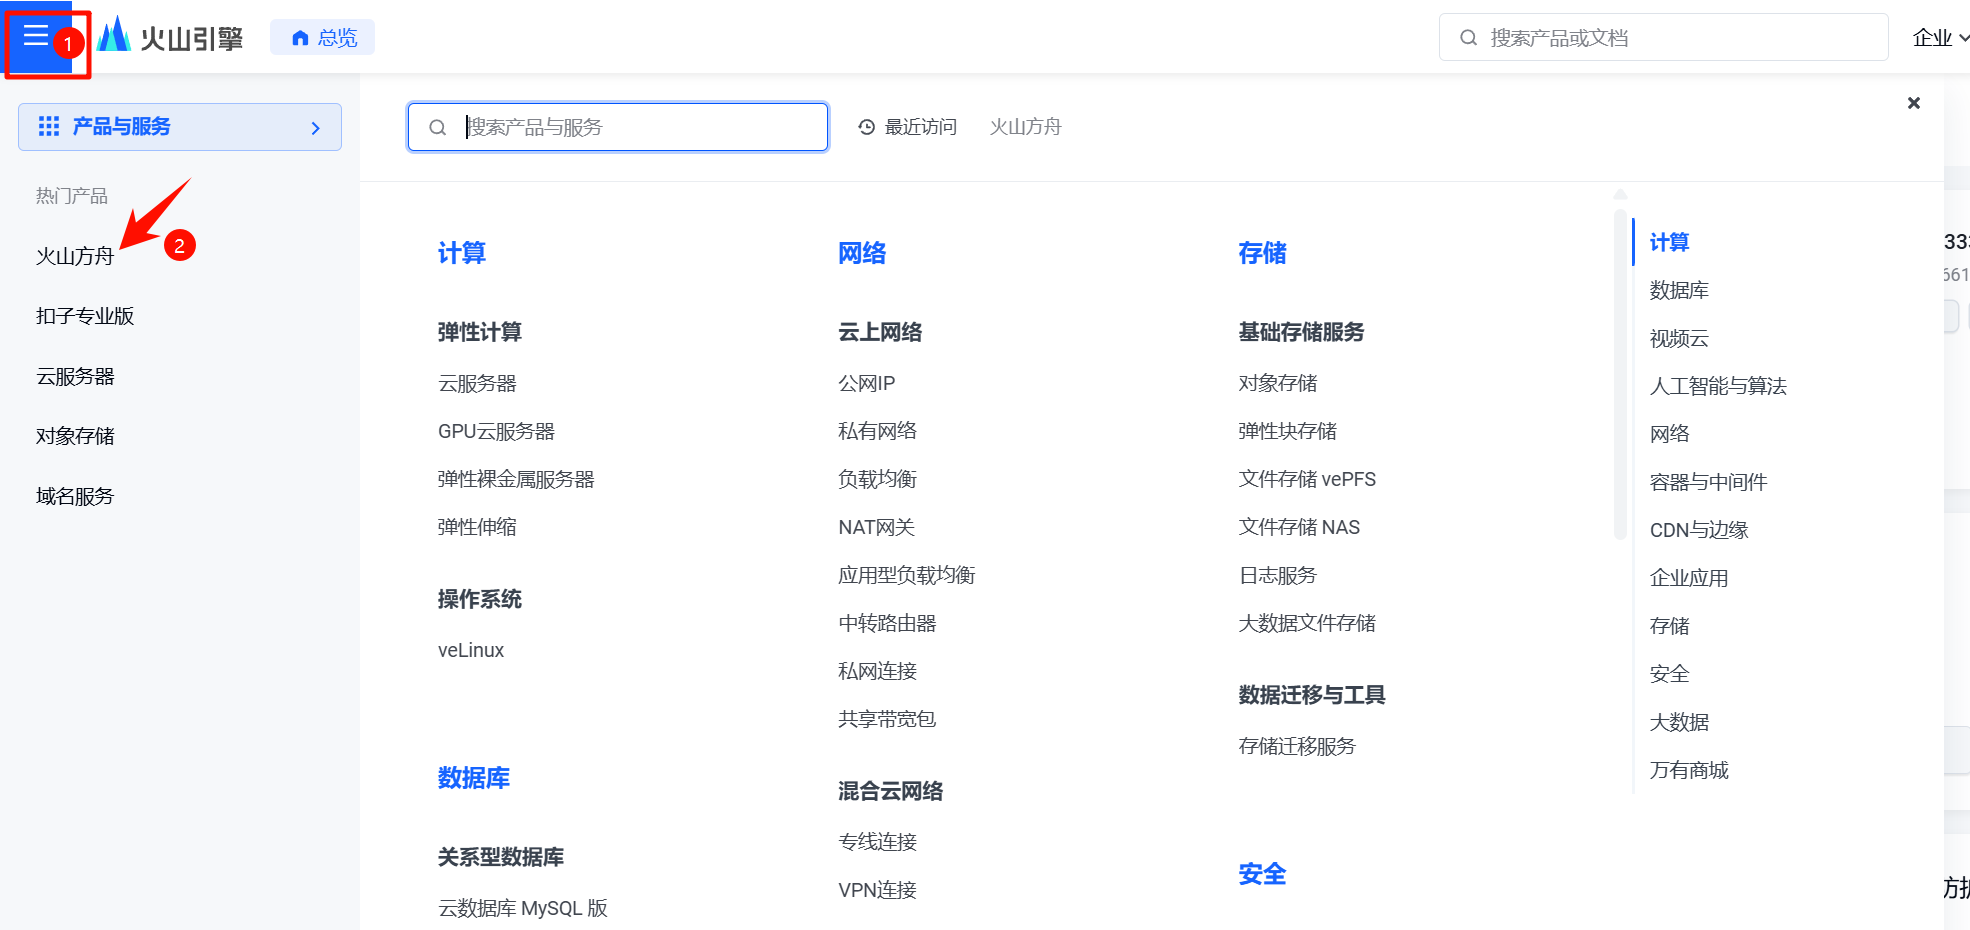 1
火山引擎
总览
搜索产品或文档
企业
产品与服务
搜索产品与服务
最近访问
火山方舟
热门产品
2
火山方舟
扣子专业版
云服务器
对象存储
域名服务
计算
弹性计算
云服务器
GPU云服务器
弹性裸金属服务器
弹性伸缩
操作系统
veLinux
数据库
关系型数据库
云数据库 MySQL 版
网络
云上网络
公网IP
私有网络
负载均衡
NAT网关
应用型负载均衡
中转路由器
私网连接
共享带宽包
混合云网络
专线连接
VPN连接
存储
基础存储服务
对象存储
弹性块存储
文件存储 vePFS
文件存储 NAS
日志服务
大数据文件存储
数据迁移与工具
存储迁移服务
安全
计算
数据库
视频云
人工智能与算法
网络
容器与中间件
CDN与边缘
企业应用
存储
安全
大数据
万有商城
661